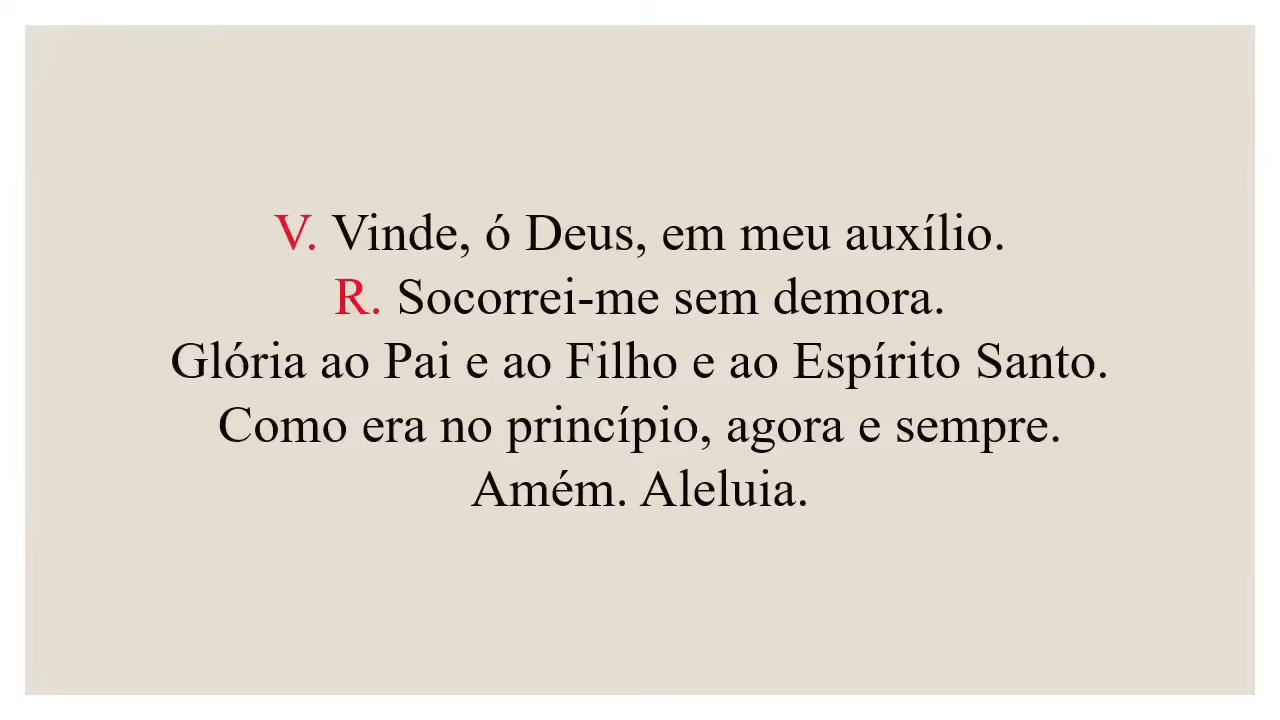 V. Vinde, ó Deus, em meu auxílio.
R. Socorrei-me sem demora.
Glória ao Pai e ao Filho e ao Espírito Santo.
Como era no princípio, agora e sempre.
Amém. Aleluia.